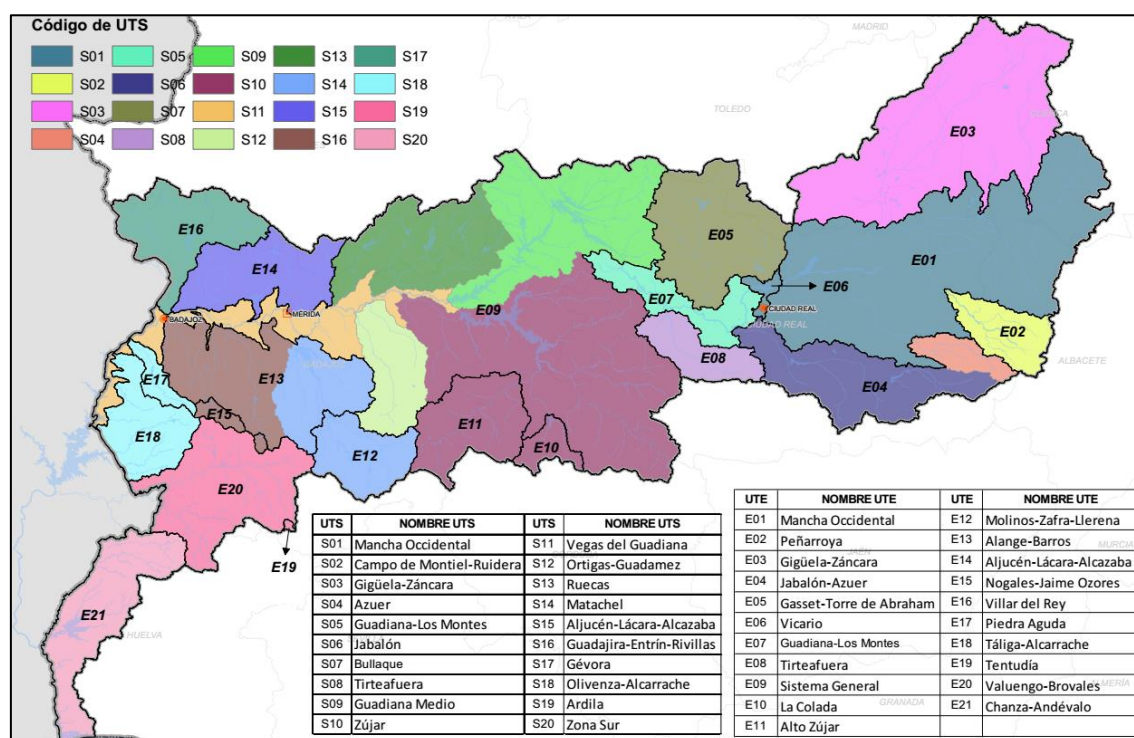 Código de UTS
S01 S05 S09 S13 S17
S02 S06 S10 S14 S18
S03 S07 S11 S15 S19
S04 S08 S12 S16 S20
MADRID
TOLEDO
CUENCA
E03
E16
E05
E14
E01
E07
E06
E09
BADAJOZ
MÉRIDA
CIUDAD REAL
CIUDAD REAL
E02
E08
ALBACETE
E17
E13
BADAJOZ
E04
E15
E11
E18
E10
E12
E20
E19
E21
HUELVA
JAÉN
MURCIA
GRANADA
ALMERÍA
UTS NOMBRE UTS UTS NOMBRE UTS
S01 Mancha Occidental S11 Vegas del Guadiana
S02 Campo de Montiel-Ruidera S12 Ortigas-Guadamez
S03 Gigüela-Záncara S13 Ruecas
S04 Azuer S14 Matachel
S05 Guadiana-Los Montes S15 Aljucén-Lácara-Alcazaba
S06 Jabalón S16 Guadajira-Entrín-Rivillas
S07 Bullaque S17 Gévora
S08 Tirteafuera S18 Olivenza-Alcarrache
S09 Guadiana Medio S19 Ardila
S10 Zújar S20 Zona Sur
UTE NOMBRE UTE UTE NOMBRE UTE
E01 Mancha Occidental E12 Molinos-Zafra-Llerena
E02 Peñarroya E13 Alange-Barros
E03 Gigüela-Záncara E14 Aljucén-Lácara-Alcazaba
E04 Jabalón-Azuer E15 Nogales-Jaime Ozores
E05 Gasset-Torre de Abraham E16 Villar del Rey
E06 Vicario E17 Piedra Aguda
E07 Guadiana-Los Montes E18 Táliga-Alcarrache
E08 Tirteafuera E19 Tentudía
E09 Sistema General E20 Valuengo-Brovales
E10 La Colada E21 Chanza-Andévalo
E11 Alto Zújar